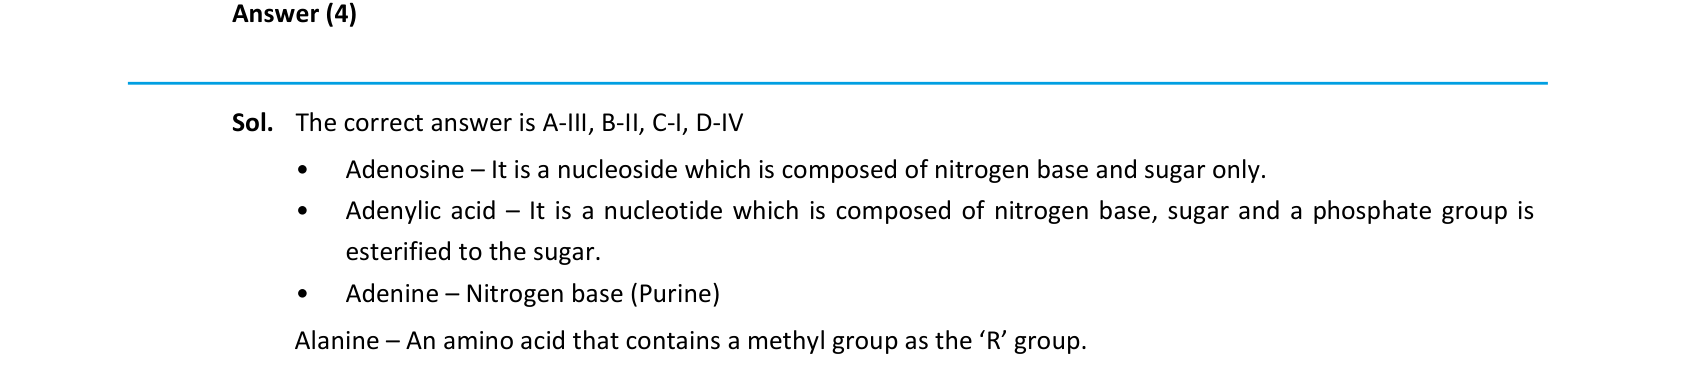 Answer (4)
Sol. The correct answer is A-III, B-II, C-I, D-IV
• Adenosine – It is a nucleoside which is composed of nitrogen base and sugar only.
• Adenylic acid – It is a nucleotide which is composed of nitrogen base, sugar and a phosphate group is
esterified to the sugar.
• Adenine – Nitrogen base (Purine)
Alanine – An amino acid that contains a methyl group as the ‘R’ group.